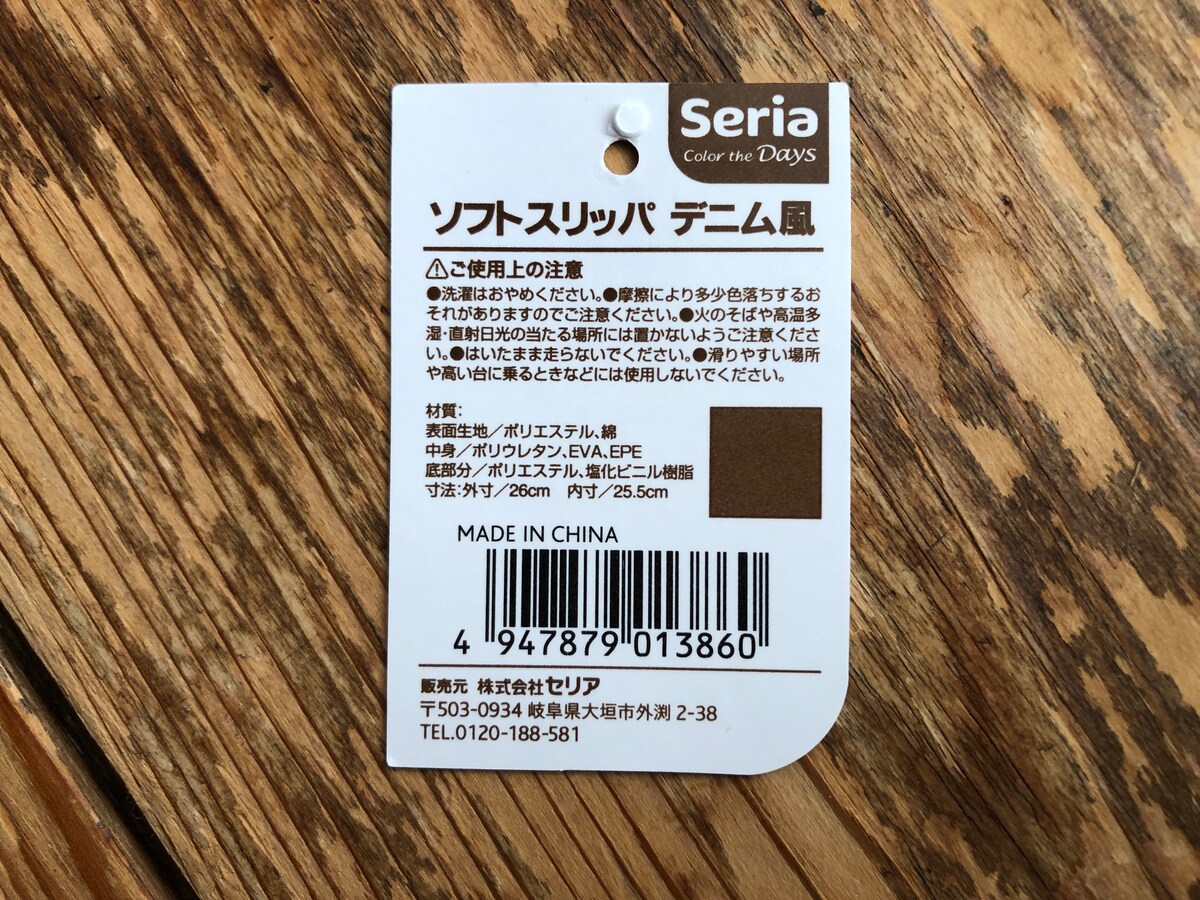 Seria
Color the Days
ソフトスリッパ デニム風
⚠ご使用上の注意
●洗濯はおやめください。●摩擦により多少色落ちするお
それがありますのでご注意ください。●火のそばや高温多
湿・直射日光の当たる場所には置かないようご注意くださ
い。●はいたまま走らないでください。●滑りやすい場所
や高い台に乗るときなどには使用しないでください。
材質:
表面生地/ポリエステル、綿
中身/ポリウレタン、EVA、EPE
底部分/ポリエステル、塩化ビニル樹脂
寸法:外寸/26cm 内寸/25.5cm
MADE IN CHINA
4 947879 013860
販売元 株式会社セリア
〒503-0934 岐阜県大垣市外渕 2-38
TEL.0120-188-581